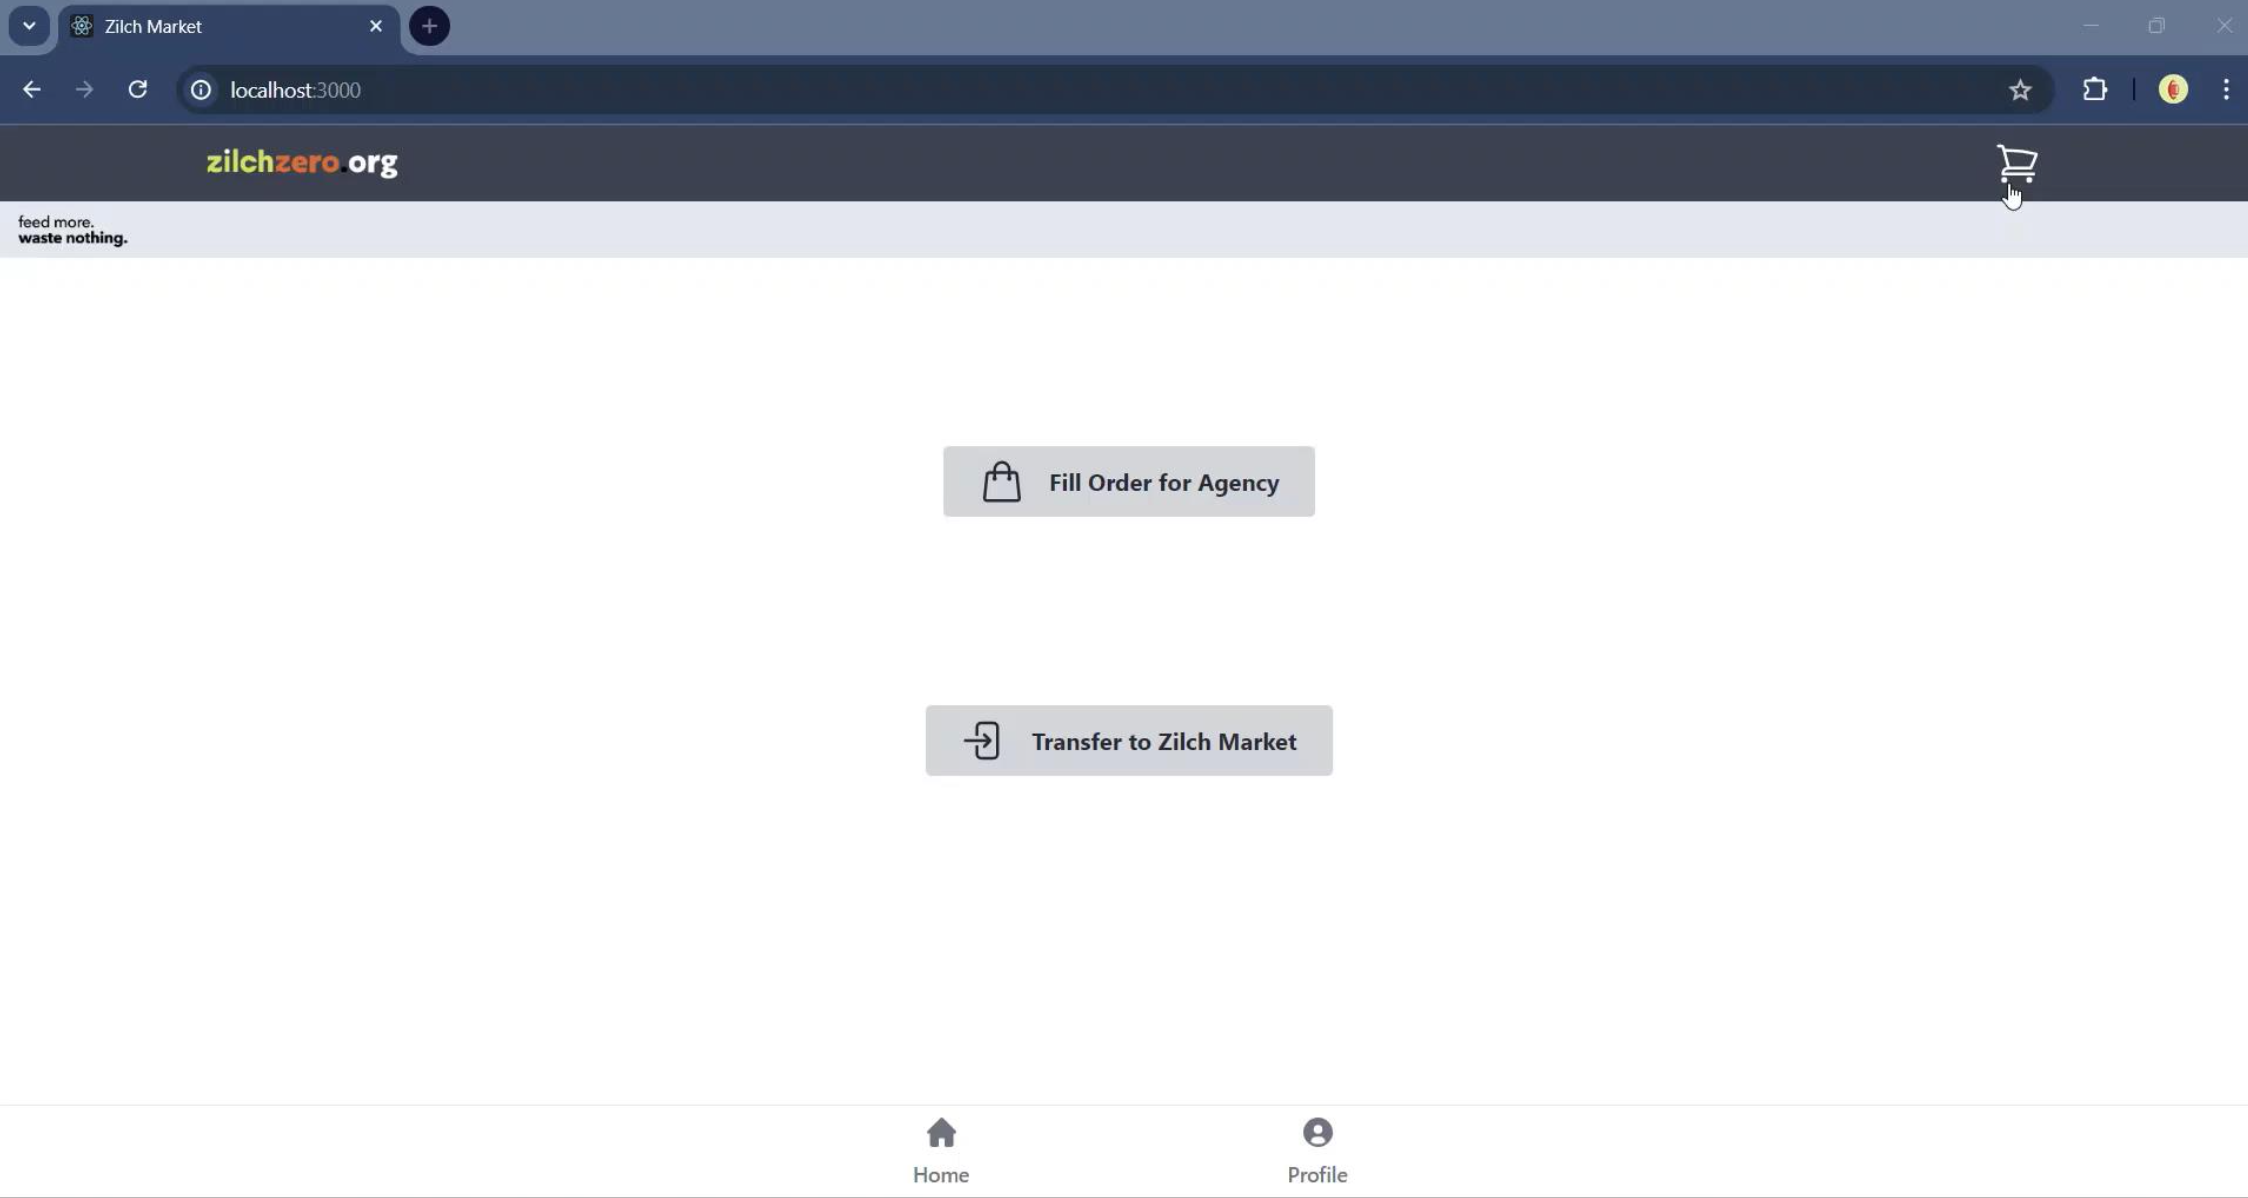 Zilch Market
localhost:3000
zilchzero.org
feed more.
waste nothing.
Fill Order for Agency
Transfer to Zilch Market
Home
Profile